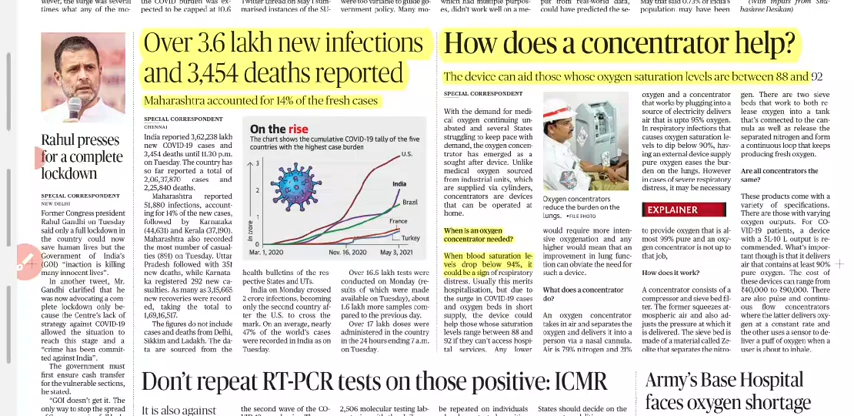 Rahul presses
for a complete
lockdown
SPECIAL CORRESPONDENT
NEW DELHI
Former Congress president
Rahul Gandhi on Tuesday
said only a full lockdown in
the country could now
save human lives but the
Government of India's
(GOI) "inaction is killing
many innocent lives".
In another tweet, Mr.
Gandhi clarified that he
was now advocating a com-
plete lockdown only be-
cause the Centre's lack of
strategy against COVID-19
allowed the situation to
reach this stage and a
"crime has been commit-
ted against India".
The government must
first ensure cash transfer
for the vulnerable sections,
he stated.
"GOI doesn't get it. The
only way to stop the spread
Over 3.6 lakh new infections
and 3,454 deaths reported
Maharashtra accounted for 14% of the fresh cases
SPECIAL CORRESPONDENT
CHENNAI
India reported 3,62,238 lakh
new COVID-19 cases and
3,454 deaths until 11.30 p.m.
on Tuesday. The country has
so far reported a total of
2,06,37,870 cases and
2,25,840 deaths.
Maharashtra reported
51,880 infections, account-
ing for 14% of the new cases,
followed by Karnataka
(44,631) and Kerala (37,190).
Maharashtra also recorded
the most number of casual-
ties (891) on Tuesday. Uttar
Pradesh followed with 351
new deaths, while Karnata-
ka registered 292 new ca-
sualties. As many as 3,15,665
new recoveries were record-
ed, taking the total to
1,69,16,517.
The figures do not include
cases and deaths from Delhi,
Sikkim and Ladakh. The da-
ta are sourced from the
On the rise
The chart shows the cumulative COVID-19 tally of the five
countries with the highest case burden
U.S.
India
Brazil
France
Turkey
In crore
3
2
1
0
Mar. 1, 2020
Nov. 16, 2020
May 3, 2021
health bulletins of the res-
pective States and UTs.
India on Monday crossed
2 crore infections, becoming
only the second country af-
ter the U.S. to cross the
mark. On an average, nearly
47% of the world's cases
were recorded in India as on
Tuesday.
Over 16.6 lakh tests were
conducted on Monday (re-
sults of which were made
available on Tuesday), about
1.6 lakh more samples com-
pared to the previous day.
Over 17 lakh doses were
administered in the country
in the 24 hours ending 7 a.m.
on Tuesday.
How does a concentrator help?
The device can aid those whose oxygen saturation levels are between 88 and 92
SPECIAL CORRESPONDENT
With the demand for medi-
cal oxygen continuing un-
abated and several States
struggling to keep pace with
demand, the oxygen concen-
trator has emerged as a
sought after device. Unlike
medical oxygen sourced
from industrial units, which
are supplied via cylinders,
concentrators are devices
that can be operated at
home.
When is an oxygen
concentrator needed?
When blood saturation le-
vels drop below 94%, it
could be a sign of respiratory
distress. Usually this merits
hospitalisation, but due to
the surge in COVID-19 cases
and oxygen beds in short
supply, the device could
help those whose saturation
levels range between 88 and
92 if they can't access hospi-
tal services. Any lower
Oxygen concentrators
reduce the burden on the
lungs. •FILE PHOTO
would require more inten-
sive oxygenation and any
higher would mean that an
improvement in lung func-
tion can obviate the need for
such a device.
What does a concentrator
do?
An oxygen concentrator
takes in air and separates the
oxygen and delivers it into a
person via a nasal cannula.
Air is 79% nitrogen and 21%
oxygen and a concentrator
that works by plugging into a
source of electricity delivers
air that is upto 95% oxygen.
In respiratory infections that
causes oxygen saturation le-
vels to dip below 90%, hav-
ing an external device supply
pure oxygen eases the bur-
den on the lungs. However
in cases of severe respiratory
distress, it may be necessary
EXPLAINER
to provide oxygen that is al-
most 99% pure and an oxy-
gen concentrator is not up to
that job.
How does it work?
A concentrator consists of a
compressor and sieve bed fil-
ter. The former squeezes at-
mospheric air and also ad-
justs the pressure at which it
is delivered. The sieve bed is
made of a material called Ze-
olite that separates the nitro-
gen. There are two sieve
beds that work to both re-
lease oxygen into a tank
that's connected to the can-
nula as well as release the
separated nitrogen and form
a continuous loop that keeps
producing fresh oxygen.
Are all concentrators the
same?
These products come with a
variety of specifications.
There are those with varying
oxygen outputs. For CO-
VID-19 patients, a device
with a 5L-10 L output is re-
commended. What's impor-
tant though is that it delivers
air that contains at least 90%
pure oxygen. The cost of
these devices can range from
₹40,000 to ₹90,000. There
are also pulse and continu-
ous flow concentrators
where the latter delivers oxy-
gen at a constant rate and
the other uses a sensor to de-
liver a puff of oxygen when a
user is about to inhale.
Don't repeat RT-PCR tests on those positive: ICMR
It is also against
the second wave of the CO-
2,506 molecular testing lab-
be repeated on individuals
States should decide on the
Army's Base Hospital
faces oxygen shortage